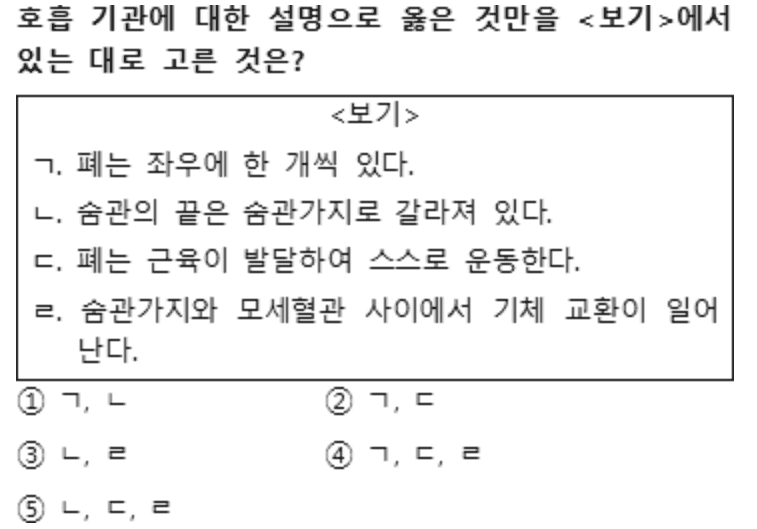 호흡 기관에 대한 설명으로 옳은 것만을 <보기>에서
있는 대로 고른 것은?
<보기>
ㄱ. 폐는 좌우에 한 개씩 있다.
ㄴ. 숨관의 끝은 숨관가지로 갈라져 있다.
ㄷ. 폐는 근육이 발달하여 스스로 운동한다.
ㄹ. 숨관가지와 모세혈관 사이에서 기체 교환이 일어
난다.
① ㄱ, ㄴ ② ㄱ, ㄷ
③ ㄴ, ㄹ ④ ㄱ, ㄷ, ㄹ
⑤ ㄴ, ㄷ, ㄹ